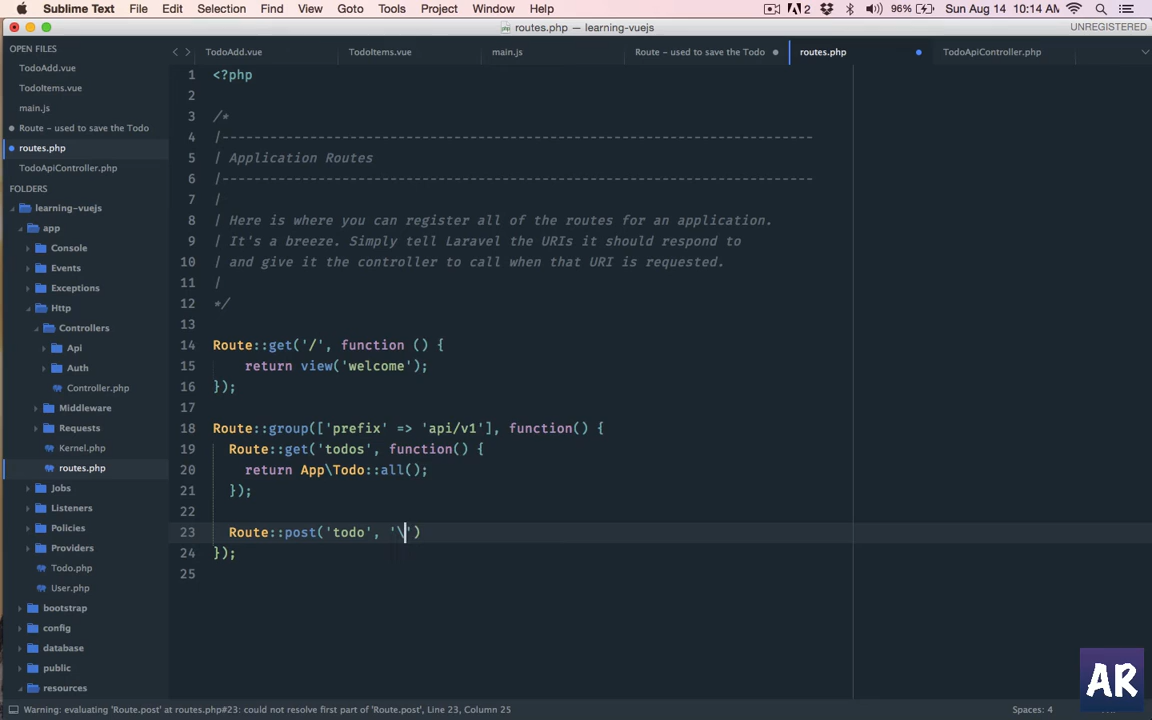 Sublime Text File Edit Selection Find View Goto Tools Project Window Help 2 96% Sun Aug 14 10:14 AM
routes.php — learning-vuejs UNREGISTERED
OPEN FILES
TodoAdd.vue
TodoItems.vue
main.js
Route - used to save the Todo
routes.php
TodoApiController.php
FOLDERS
learning-vuejs
app
Console
Events
Exceptions
Http
Controllers
Api
Auth
Controller.php
Middleware
Requests
Kernel.php
routes.php
Jobs
Listeners
Policies
Providers
Todo.php
User.php
bootstrap
config
database
public
resources
TodoAdd.vue TodoItems.vue main.js Route - used to save the Todo routes.php TodoApiController.php
1 <?php
2
3 /*
4 |--------------------------------------------------------------------------
5 | Application Routes
6 |--------------------------------------------------------------------------
7 |
8 | Here is where you can register all of the routes for an application.
9 | It's a breeze. Simply tell Laravel the URIs it should respond to
10 | and give it the controller to call when that URI is requested.
11 |
12 */
13
14 Route::get('/', function () {
15 return view('welcome');
16 });
17
18 Route::group(['prefix' => 'api/v1'], function() {
19 Route::get('todos', function() {
20 return App\Todo::all();
21 });
22
23 Route::post('todo', '\')
24 });
25
Warning: evaluating 'Route.post' at routes.php#23: could not resolve first part of 'Route.post', Line 23, Column 25 Spaces: 4
AR